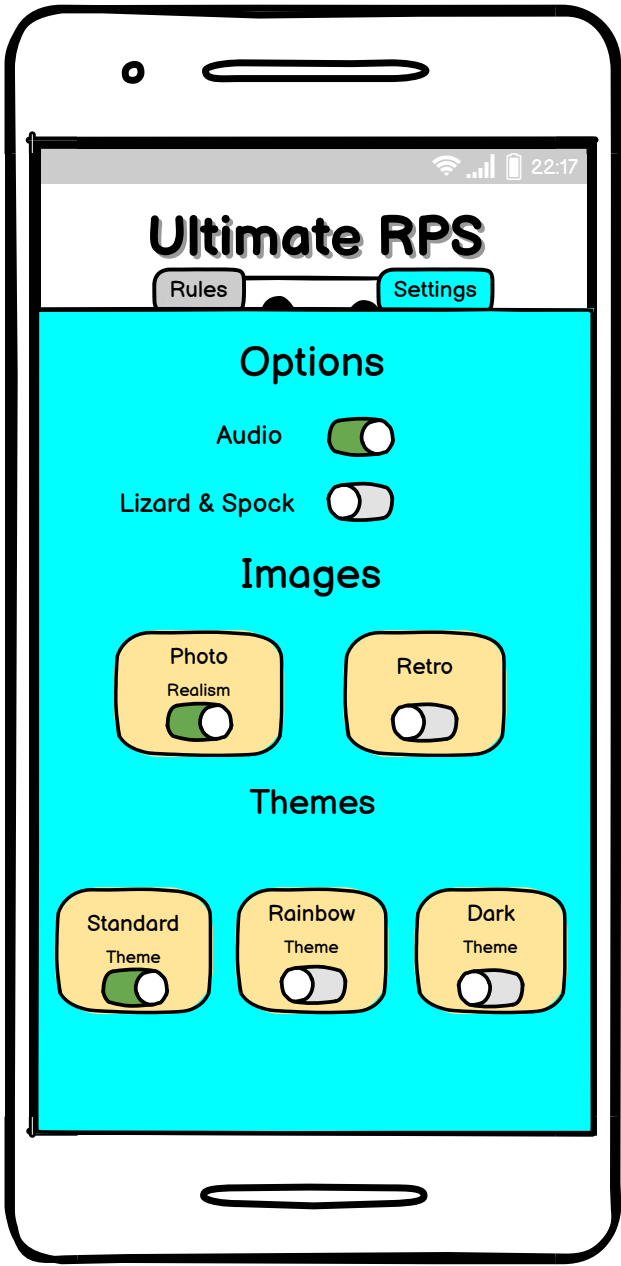 22:17
Ultimate RPS
Rules
Settings
Options
Audio
Lizard & Spock
Images
Photo
Realism
Retro
Themes
Standard
Theme
Rainbow
Theme
Dark
Theme